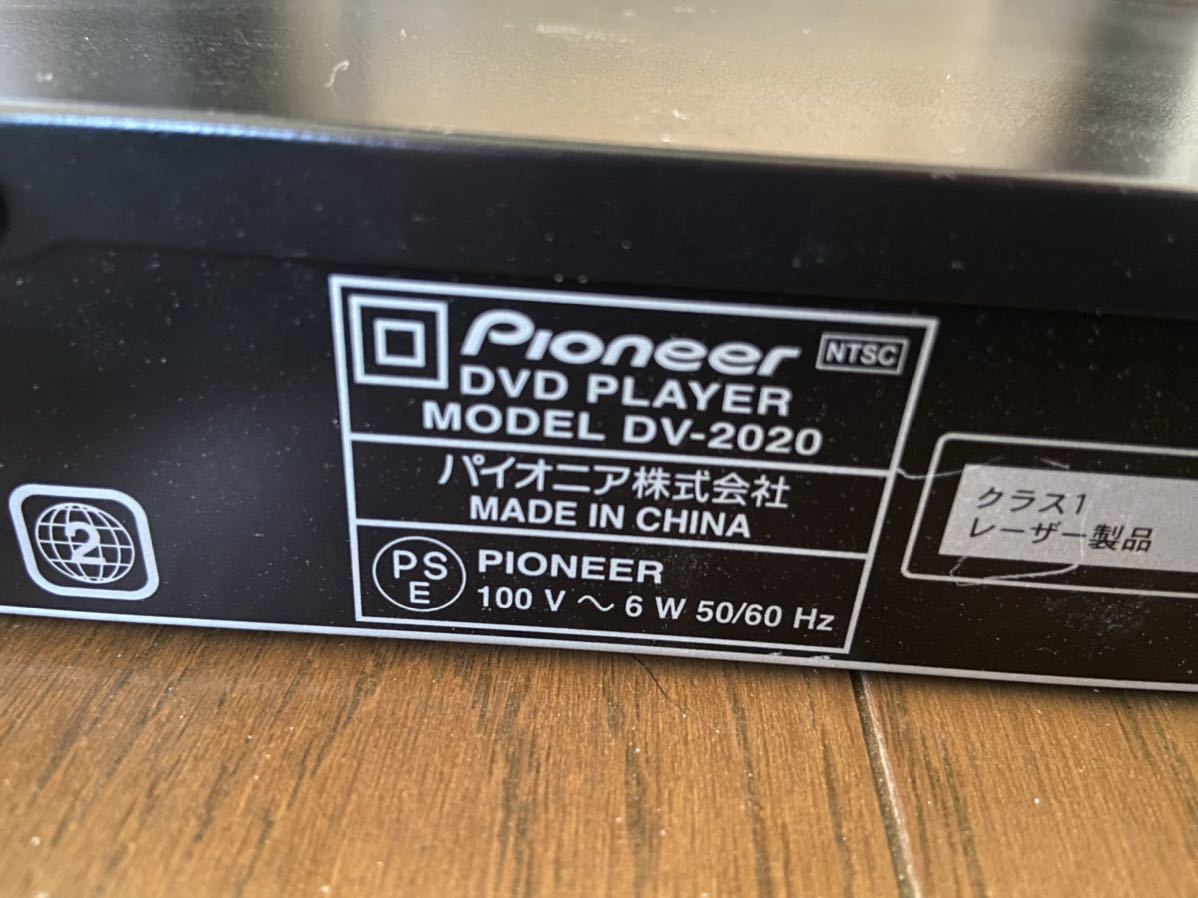 Pioneer NTSC
DVD PLAYER
MODEL DV-2020
パイオニア株式会社
MADE IN CHINA
PS
E
PIONEER
100 V ～ 6 W 50/60 Hz
2
クラス1
レーザー製品